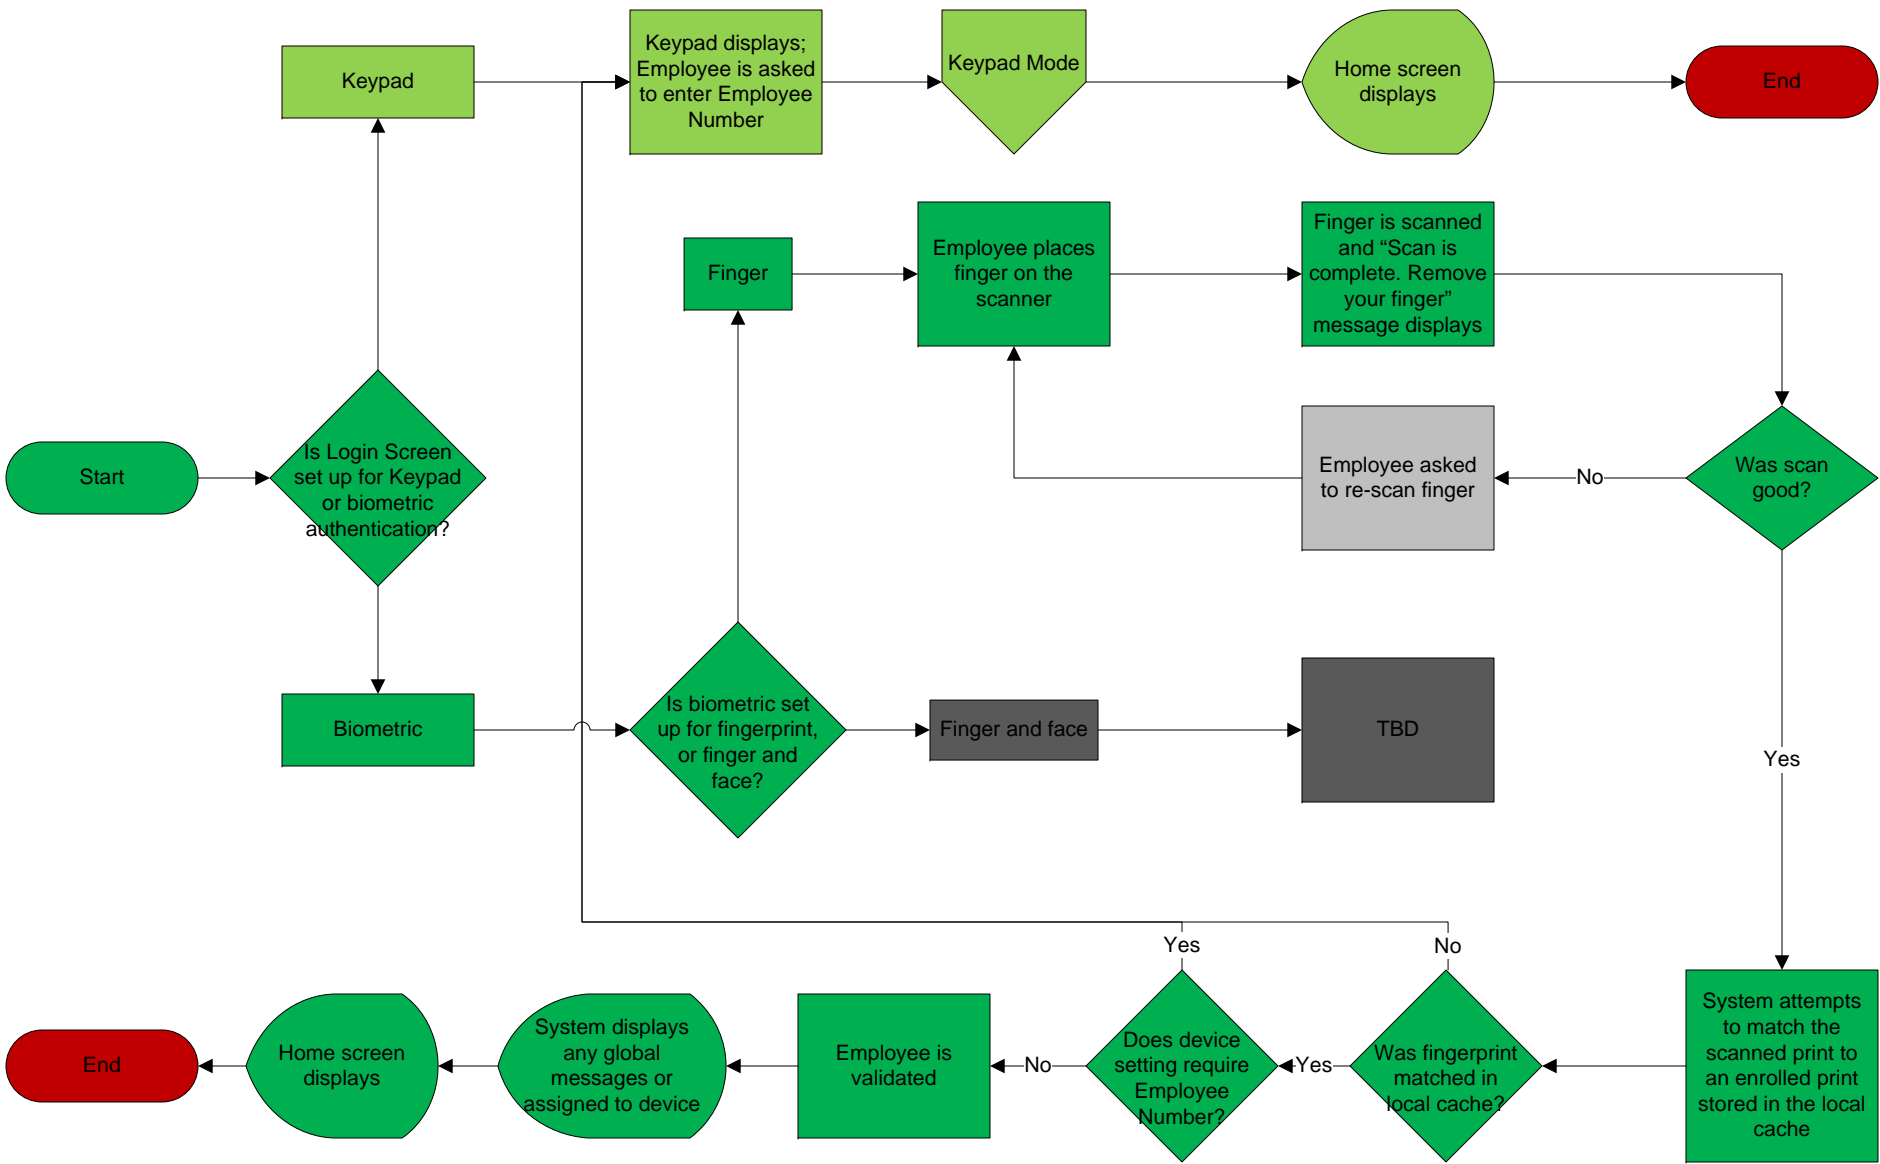 Keypad
Keypad displays;
Employee is asked
to enter Employee
Number
Keypad Mode
Home screen
displays
End
Finger
Employee places
finger on the
scanner
Finger is scanned
and “Scan is
complete. Remove
your finger”
message displays
Start
Is Login Screen
set up for Keypad
or biometric
authentication?
Employee asked
to re-scan finger
No
Was scan
good?
Biometric
Is biometric set
up for fingerprint,
or finger and
face?
Finger and face
TBD
Yes
Yes
No
End
Home screen
displays
System displays
any global
messages or
assigned to device
Employee is
validated
No
Does device
setting require
Employee
Number?
Yes
Was fingerprint
matched in
local cache?
System attempts
to match the
scanned print to
an enrolled print
stored in the local
cache